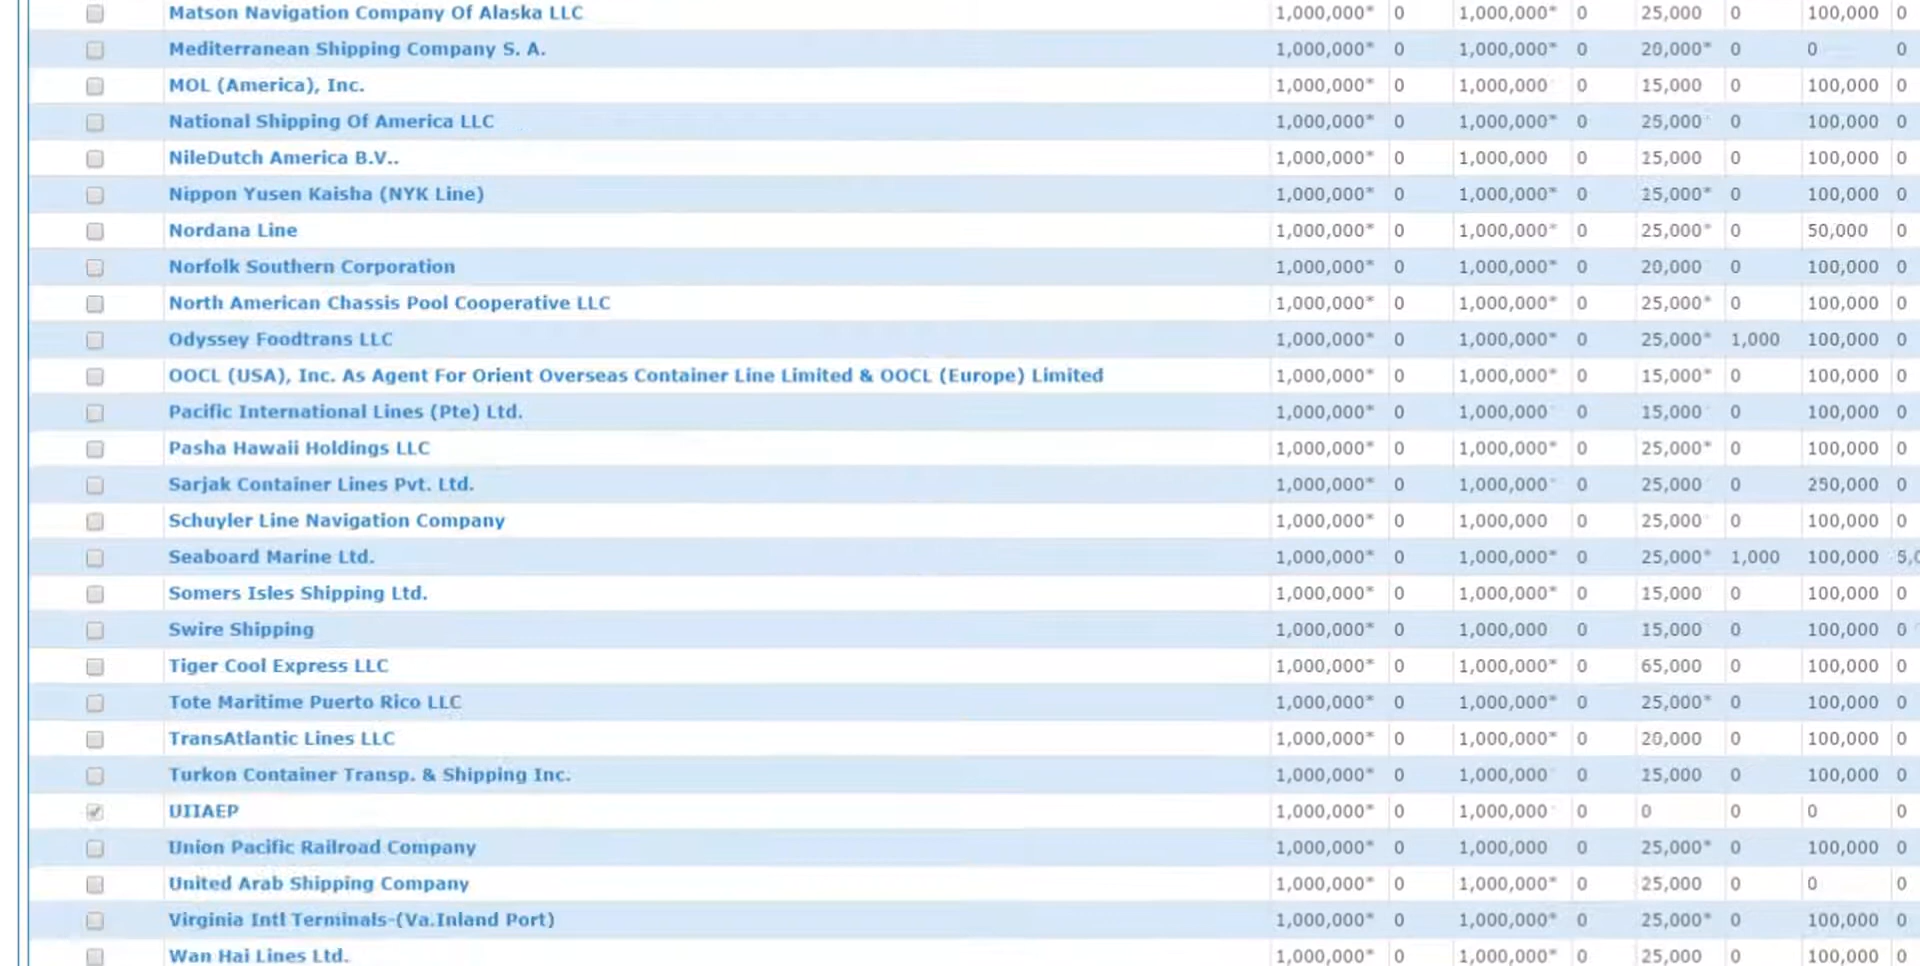 Matson Navigation Company Of Alaska LLC 1,000,000* 0 1,000,000* 0 25,000 0 100,000 0
Mediterranean Shipping Company S. A. 1,000,000* 0 1,000,000* 0 20,000* 0 0 0
MOL (America), Inc. 1,000,000* 0 1,000,000 0 15,000 0 100,000 0
National Shipping Of America LLC 1,000,000* 0 1,000,000* 0 25,000 0 100,000 0
NileDutch America B.V.. 1,000,000* 0 1,000,000 0 15,000 0 100,000 0
Nippon Yusen Kaisha (NYK Line) 1,000,000* 0 1,000,000* 0 25,000* 0 100,000 0
Nordana Line 1,000,000* 0 1,000,000* 0 25,000* 0 50,000 0
Norfolk Southern Corporation 1,000,000* 0 1,000,000* 0 20,000 0 100,000 0
North American Chassis Pool Cooperative LLC 1,000,000* 0 1,000,000* 0 25,000* 0 100,000 0
Odyssey Foodtrans LLC 1,000,000* 0 1,000,000* 0 25,000* 1,000 100,000 0
OOCL (USA), Inc. As Agent For Orient Overseas Container Line Limited & OOCL (Europe) Limited 1,000,000* 0 1,000,000* 0 15,000* 0 100,000 0
Pacific International Lines (Pte) Ltd. 1,000,000* 0 1,000,000 0 15,000 0 100,000 0
Pasha Hawaii Holdings LLC 1,000,000* 0 1,000,000* 0 25,000* 0 100,000 0
Sarjak Container Lines Pvt. Ltd. 1,000,000* 0 1,000,000 0 25,000 0 250,000 0
Schuyler Line Navigation Company 1,000,000* 0 1,000,000 0 25,000 0 100,000 0
Seaboard Marine Ltd. 1,000,000* 0 1,000,000* 0 25,000* 1,000 100,000
Somers Isles Shipping Ltd. 1,000,000* 0 1,000,000* 0 15,000 0 100,000 0
Swire Shipping 1,000,000* 0 1,000,000 0 15,000 0 100,000 0
Tiger Cool Express LLC 1,000,000* 0 1,000,000* 0 65,000 0 100,000 0
Tote Maritime Puerto Rico LLC 1,000,000* 0 1,000,000* 0 25,000* 0 100,000 0
TransAtlantic Lines LLC 1,000,000* 0 1,000,000* 0 20,000 0 100,000 0
Turkon Container Transp. & Shipping Inc. 1,000,000* 0 1,000,000 0 15,000 0 100,000 0
UIIAEP 1,000,000* 0 1,000,000 0 0 0 0 0
Union Pacific Railroad Company 1,000,000* 0 1,000,000 0 25,000* 0 100,000 0
United Arab Shipping Company 1,000,000* 0 1,000,000* 0 25,000 0 0 0
Virginia Intl Terminals-(Va.Inland Port) 1,000,000* 0 1,000,000* 0 25,000* 0 100,000 0
Wan Hai Lines Ltd. 1,000,000* 0 1,000,000* 0 25,000 0 100,000 0